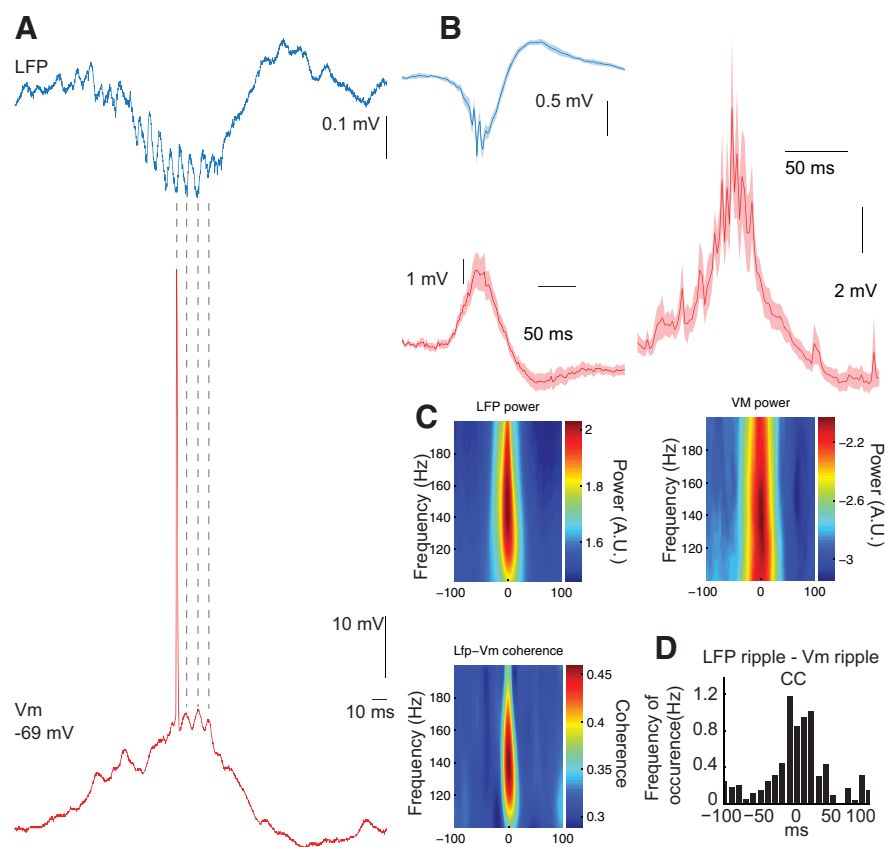 A
LFP
0.1 mV
10 mV
10 ms
Vm
-69 mV
B
0.5 mV
1 mV
50 ms
50 ms
2 mV
C
LFP power
Frequency (Hz)
180
160
140
120
−100
0
100
2
1.8
1.6
Power (A.U.)
VM power
Frequency (Hz)
180
160
140
120
−100
0
100
−2.2
−2.6
−3
Power (A.U.)
Lfp−Vm coherence
Frequency (Hz)
180
160
140
120
−100
0
100
0.45
0.4
0.35
0.3
Coherence
D
LFP ripple - Vm ripple
CC
Frequency of
occurence(Hz)
1.2
0.8
0.4
0
−100
−50
0
50
100
ms